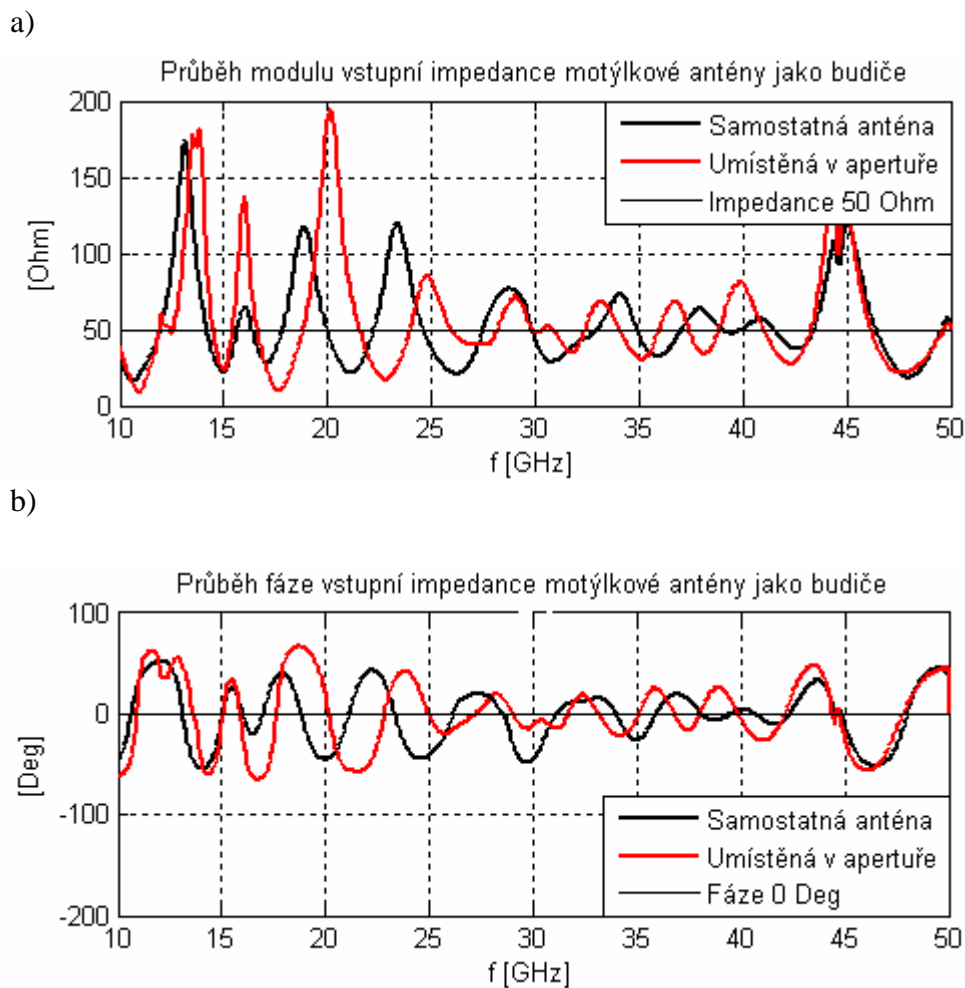 a)
Průběh modulu vstupní impedance motýlkové antény jako budiče
200
150
100
50
0
[Ohm]
Samostatná anténa
Umístěná v apertuře
Impedance 50 Ohm
10 15 20 25 30 35 40 45 50
f [GHz]
b)
Průběh fáze vstupní impedance motýlkové antény jako budiče
100
0
-100
-200
[Deg]
Samostatná anténa
Umístěná v apertuře
Fáze 0 Deg
10 15 20 25 30 35 40 45 50
f [GHz]